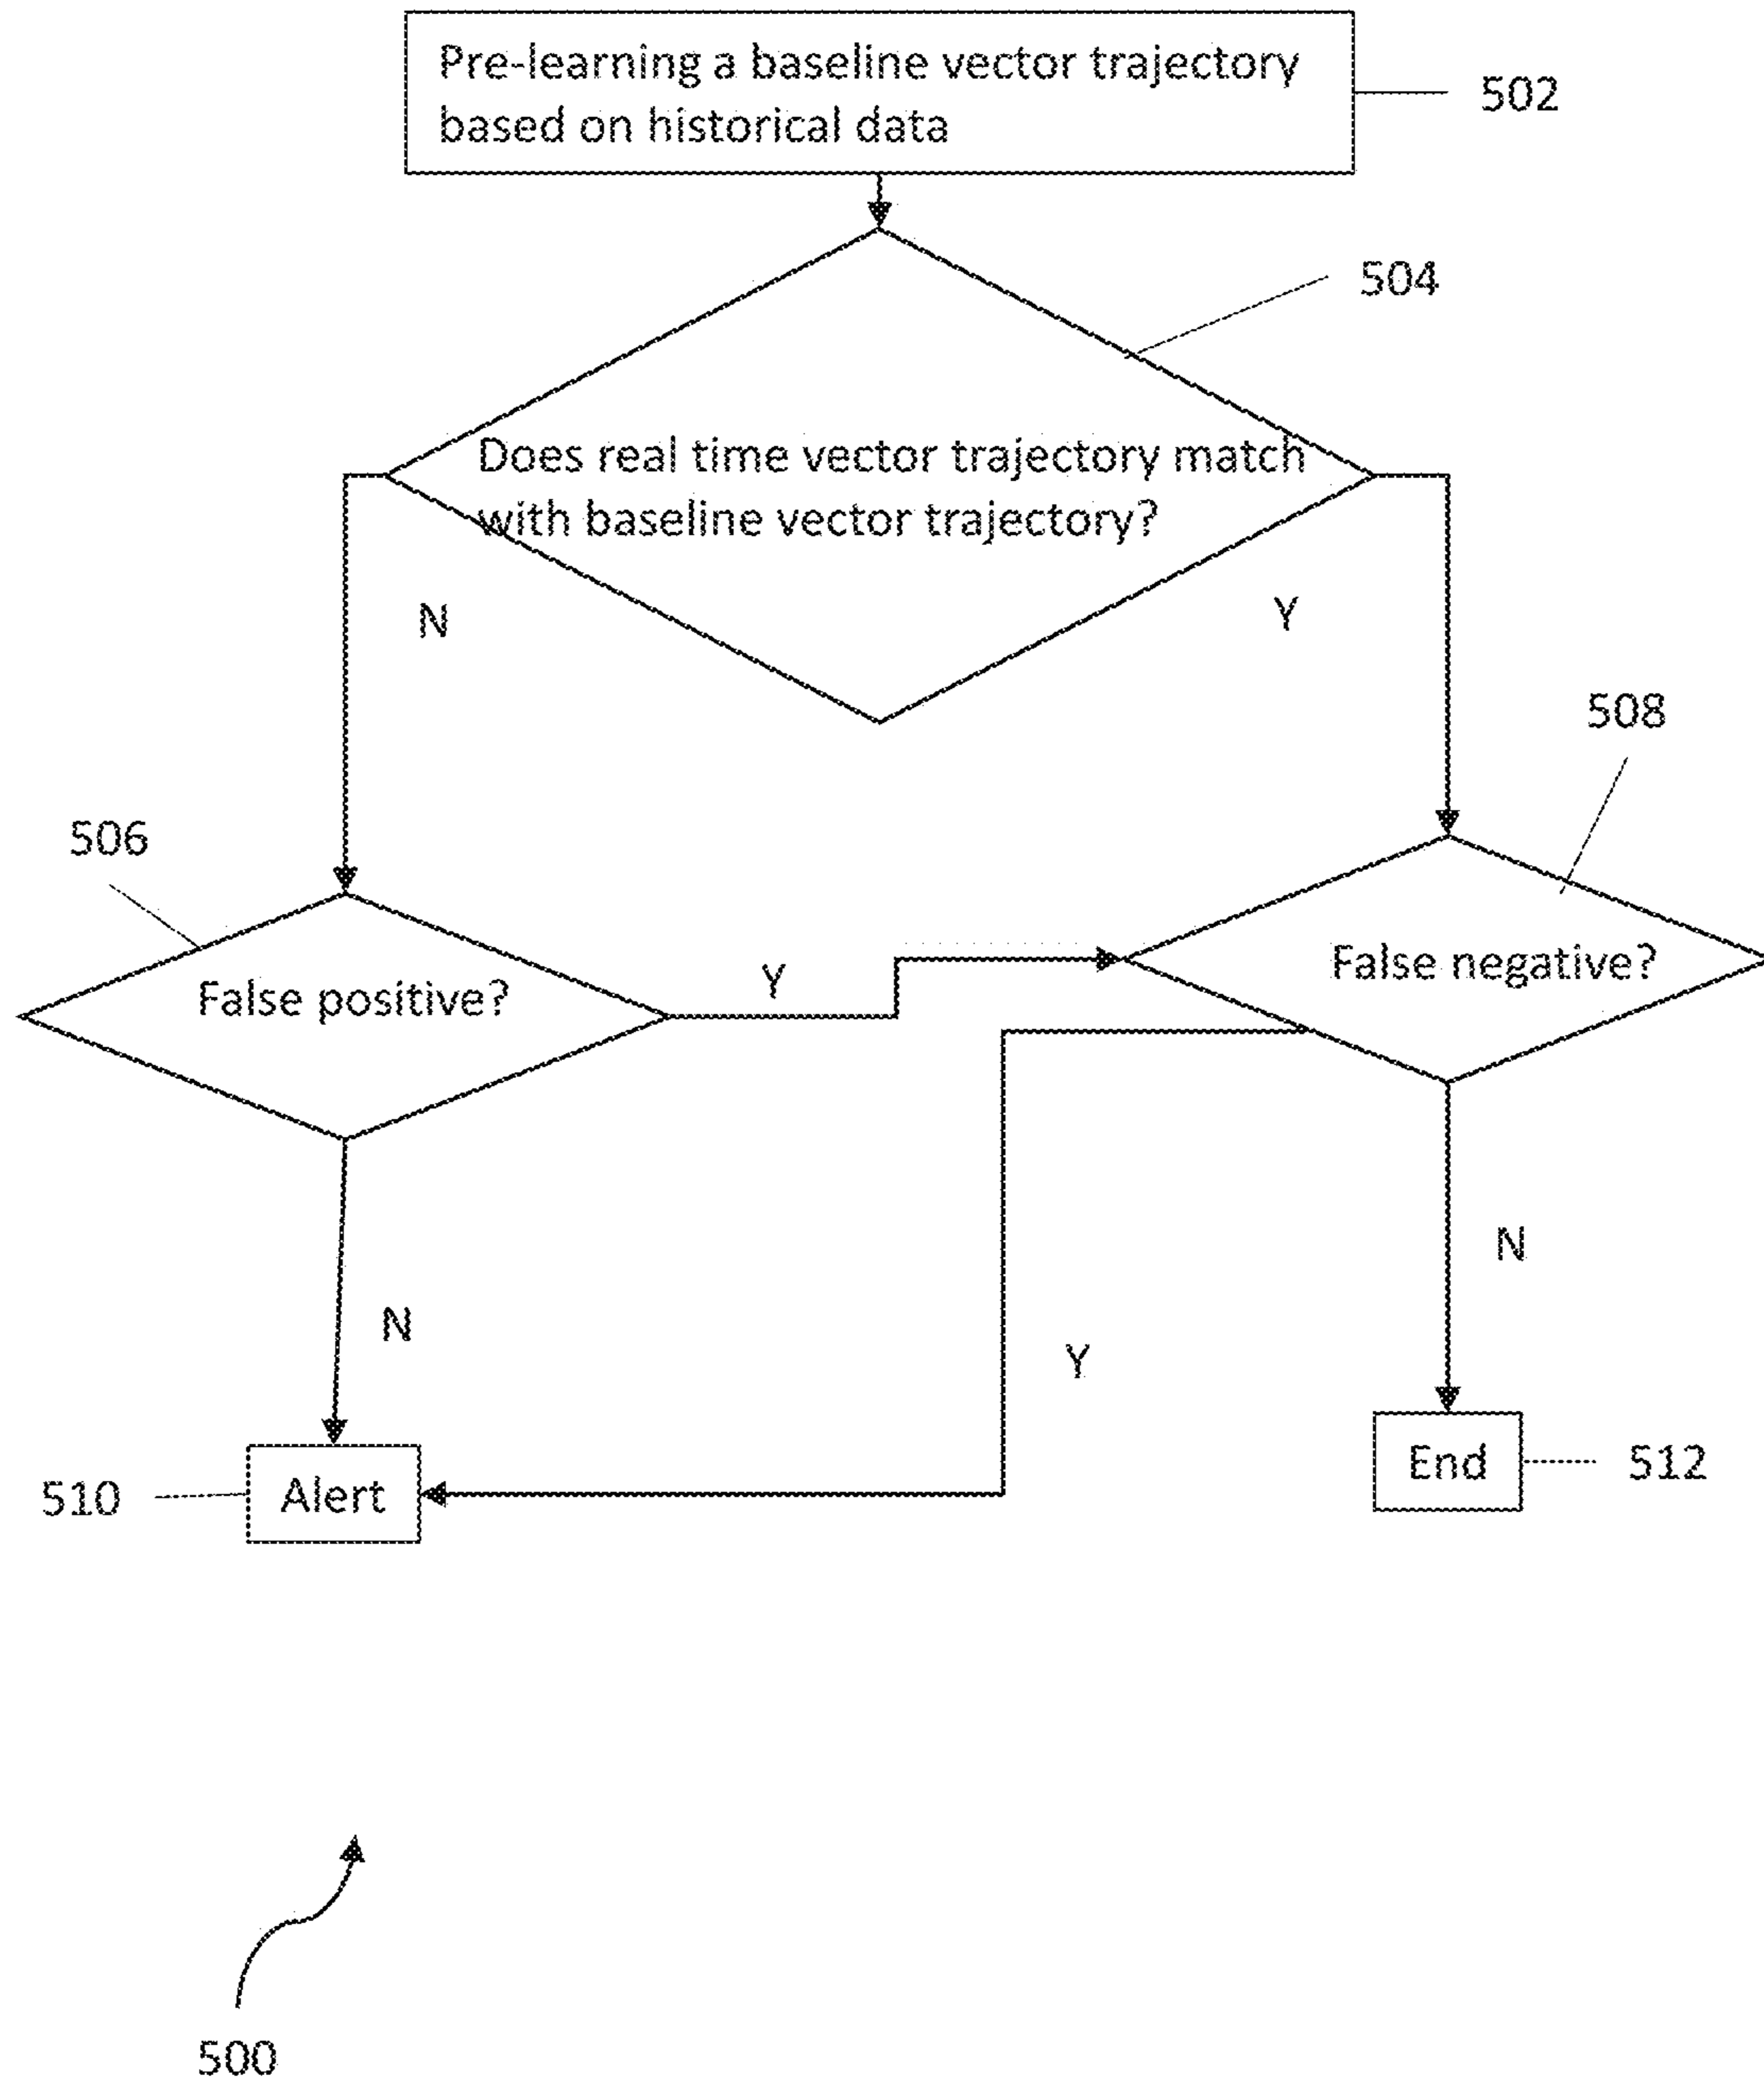 Pre-learning a baseline vector trajectory
based on historical data
502
504
Does real time vector trajectory match
with baseline vector trajectory?
N
Y
508
506
False positive?
Y
False negative?
N
N
Y
510
Alert
End
512
500